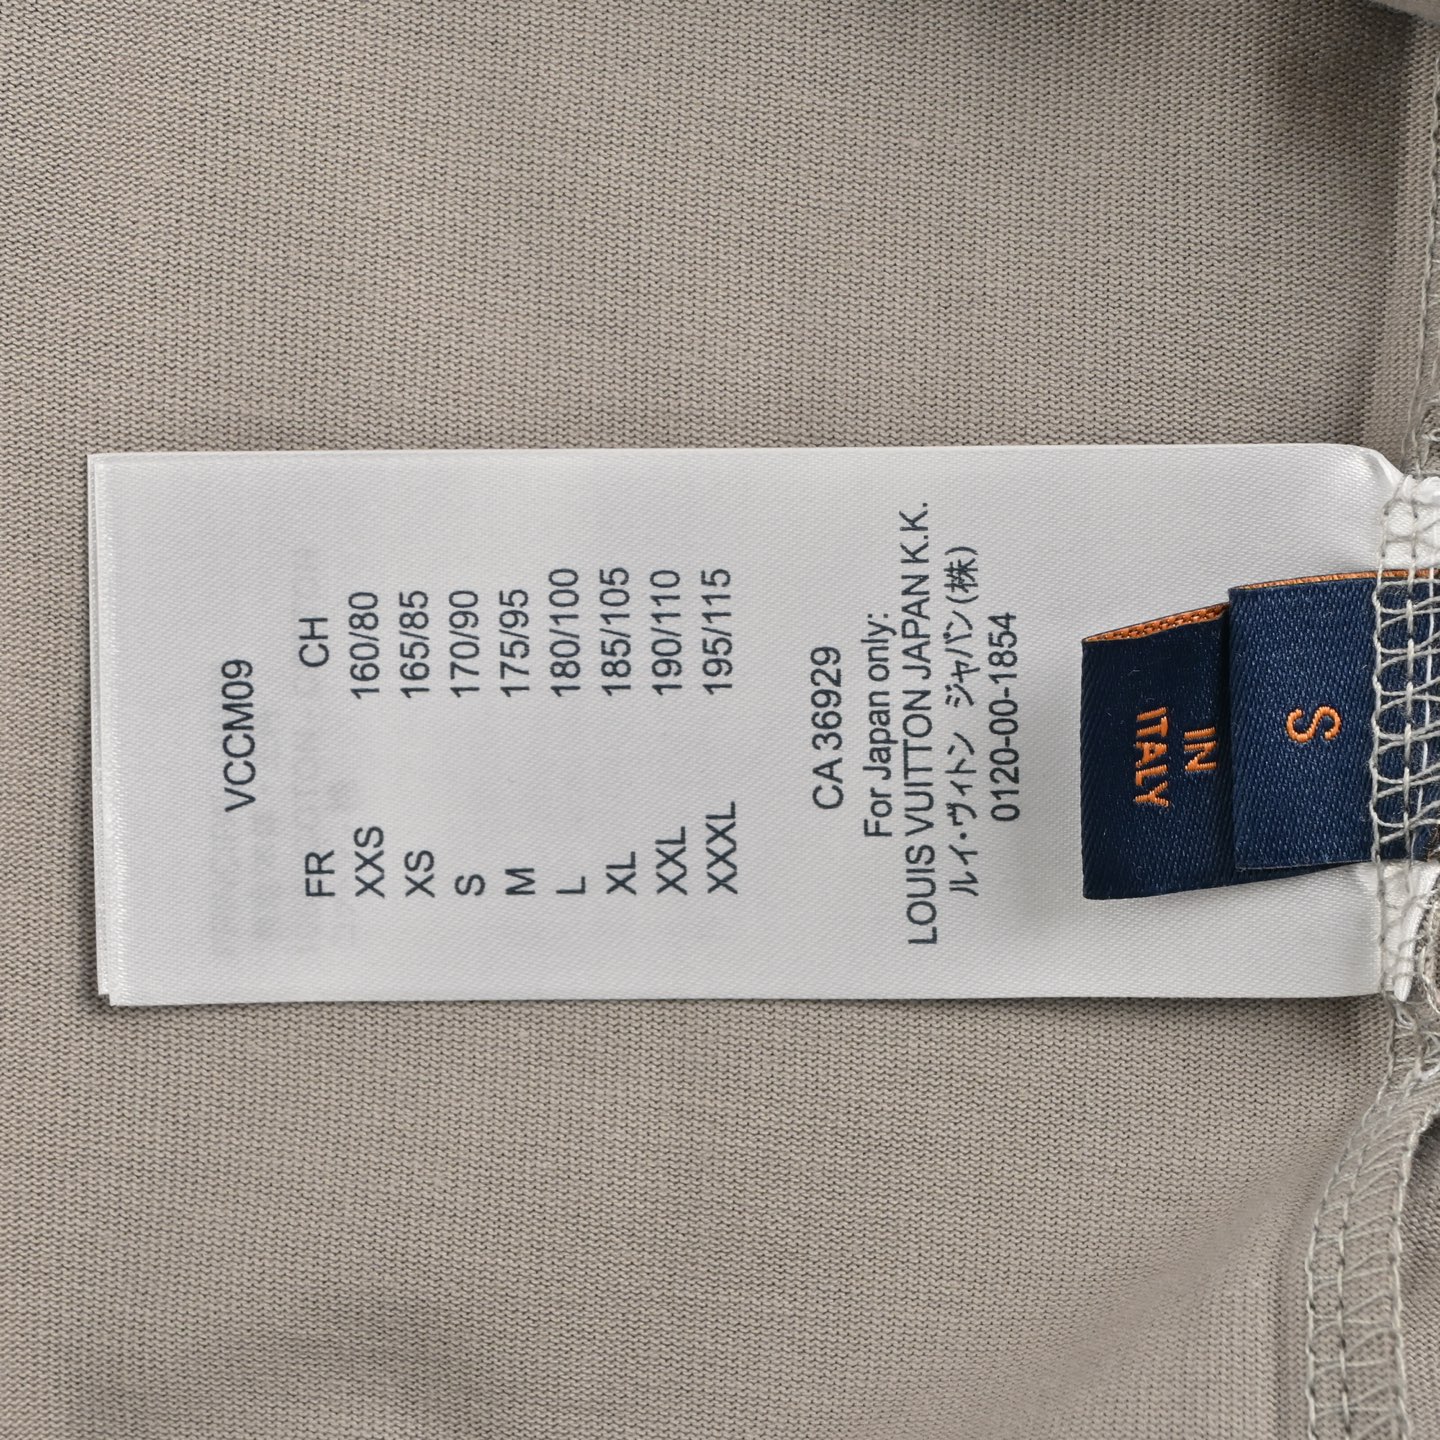 VCCM09
FR CH
XXS 160/80
XS 165/85
S 170/90
M 175/95
L 180/100
XL 185/105
XXL 190/110
XXXL 195/115
CA 36929
For Japan only:
LOUIS VUITTON JAPAN K.K.
ルイ・ヴィトン ジャパン(株)
0120-00-1854
IN
ITALY
S